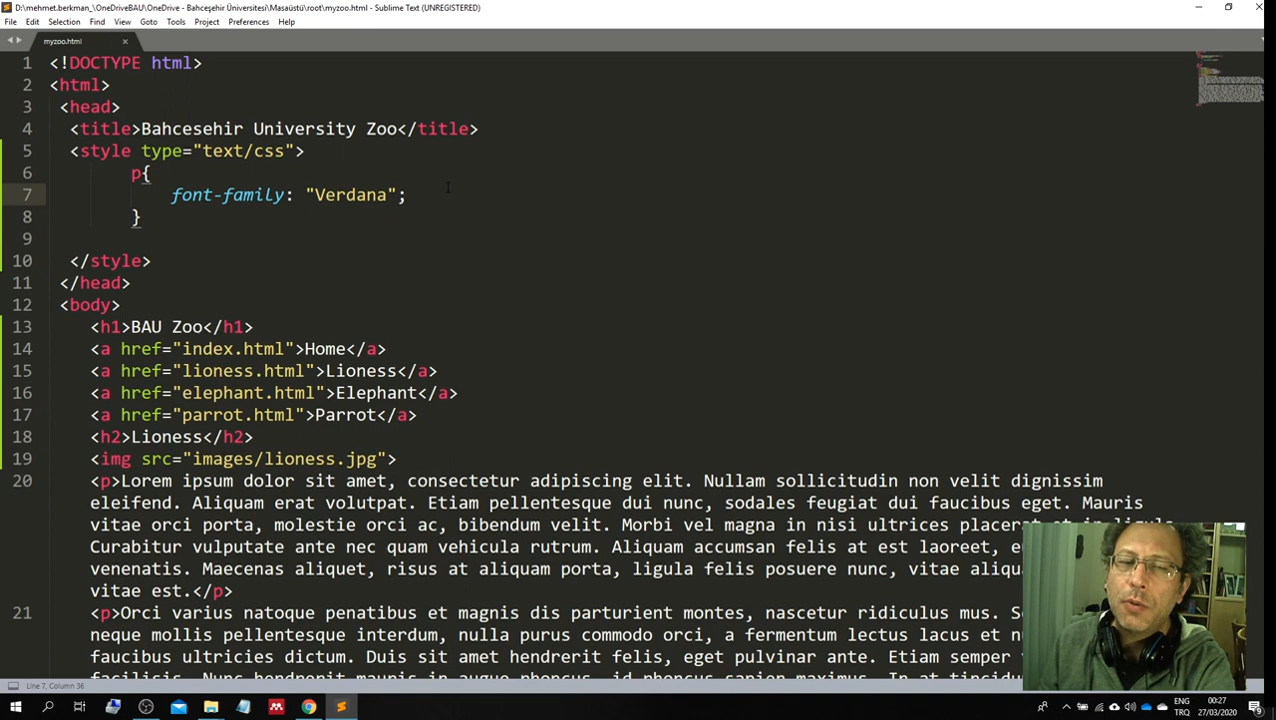 D:\mehmet.berkman_\OneDriveBAU\OneDrive - Bahçeşehir Üniversitesi\Masaüstü\root\myzoo.html - Sublime Text (UNREGISTERED)
File Edit Selection Find View Goto Tools Project Preferences Help
myzoo.html ×
1 <!DOCTYPE html>
2 <html>
3 <head>
4 <title>Bahcesehir University Zoo</title>
5 <style type="text/css">
6 p{
7 font-family: "Verdana";
8 }
9
10 </style>
11 </head>
12 <body>
13 <h1>BAU Zoo</h1>
14 <a href="index.html">Home</a>
15 <a href="lioness.html">Lioness</a>
16 <a href="elephant.html">Elephant</a>
17 <a href="parrot.html">Parrot</a>
18 <h2>Lioness</h2>
19 <img src="images/lioness.jpg">
20 <p>Lorem ipsum dolor sit amet, consectetur adipiscing elit. Nullam sollicitudin non velit dignissim
eleifend. Aliquam erat volutpat. Etiam pellentesque dui nunc, sodales feugiat dui faucibus eget. Mauris
vitae orci porta, molestie orci ac, bibendum velit. Morbi vel magna in nisi ultrices placerat et in ligula
Curabitur vulputate ante nec quam vehicula rutrum. Aliquam accumsan felis at est laoreet,
venenatis. Maecenas aliquet, risus at aliquam porta, ligula felis posuere nunc, vitae
vitae est.</p>
21 <p>Orci varius natoque penatibus et magnis dis parturient montes, nascetur ridiculus mus.
neque mollis pellentesque interdum, nulla purus commodo orci, a fermentum lectus lacus et
faucibus ultricies dictum. Duis sit amet hendrerit felis, eget pulvinar ante. Etiam semper
Line 7, Column 36
ENG
TRQ
00:27
27/03/2020